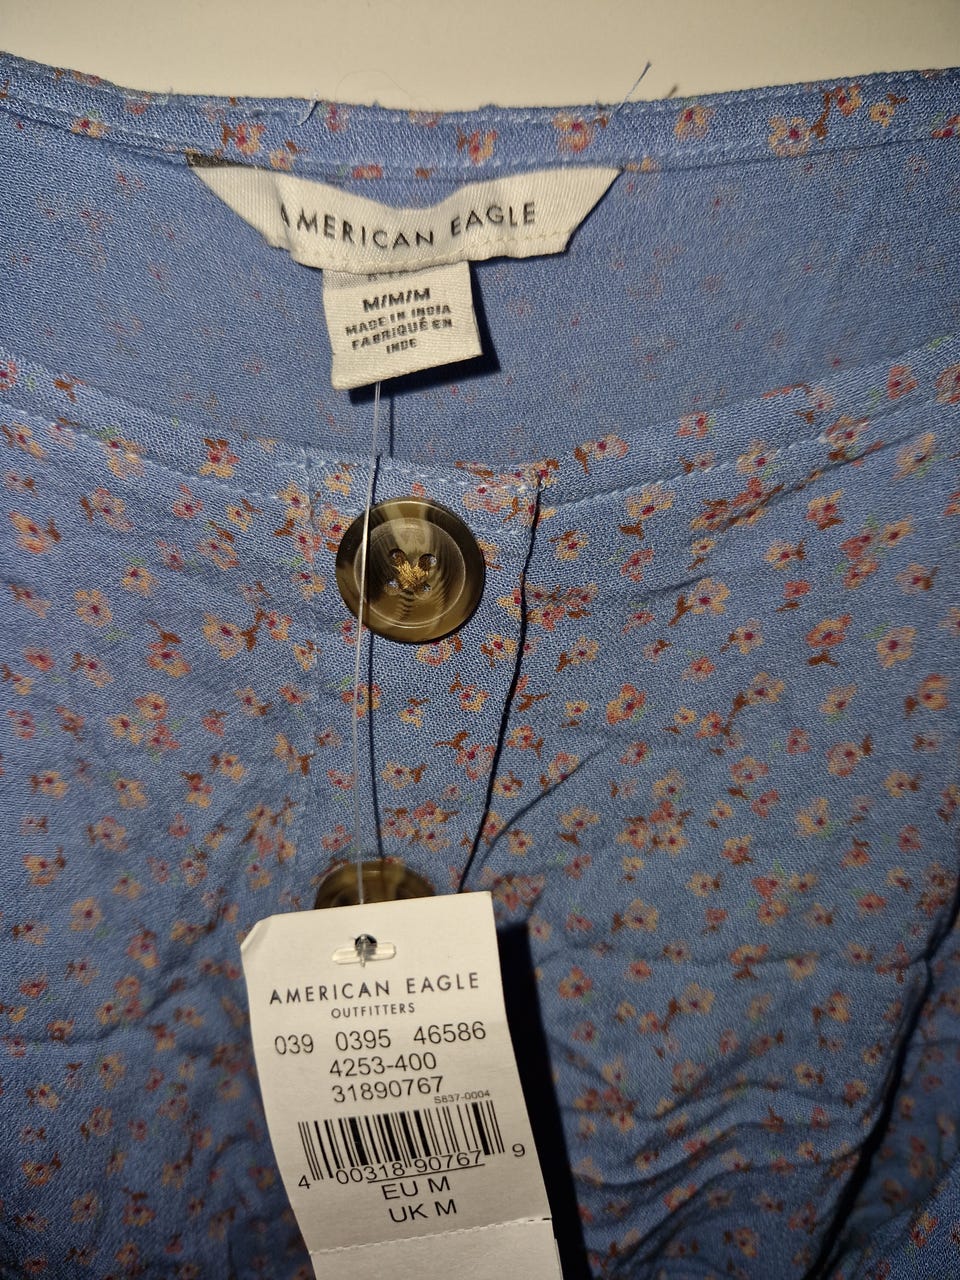 AMERICAN EAGLE
M/M/M
MADE IN INDIA
FABRIQUÉ EN
INDE
AMERICAN EAGLE
OUTFITTERS
039 0395 46586
4253-400
31890767
S837-0004
4 00318 90767 9
EU M
UK M